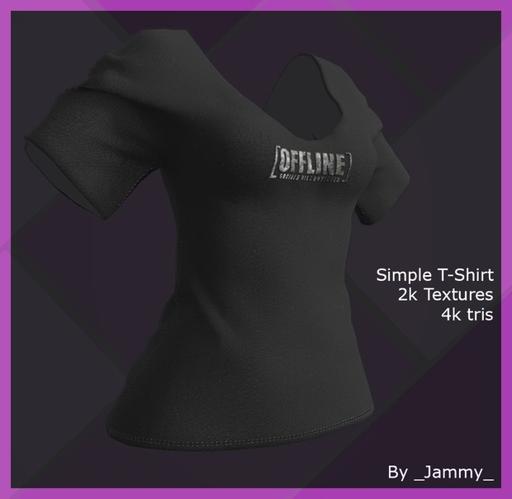 [OFFLINE]
Simple T-Shirt
2k Textures
4k tris
By _Jammy_